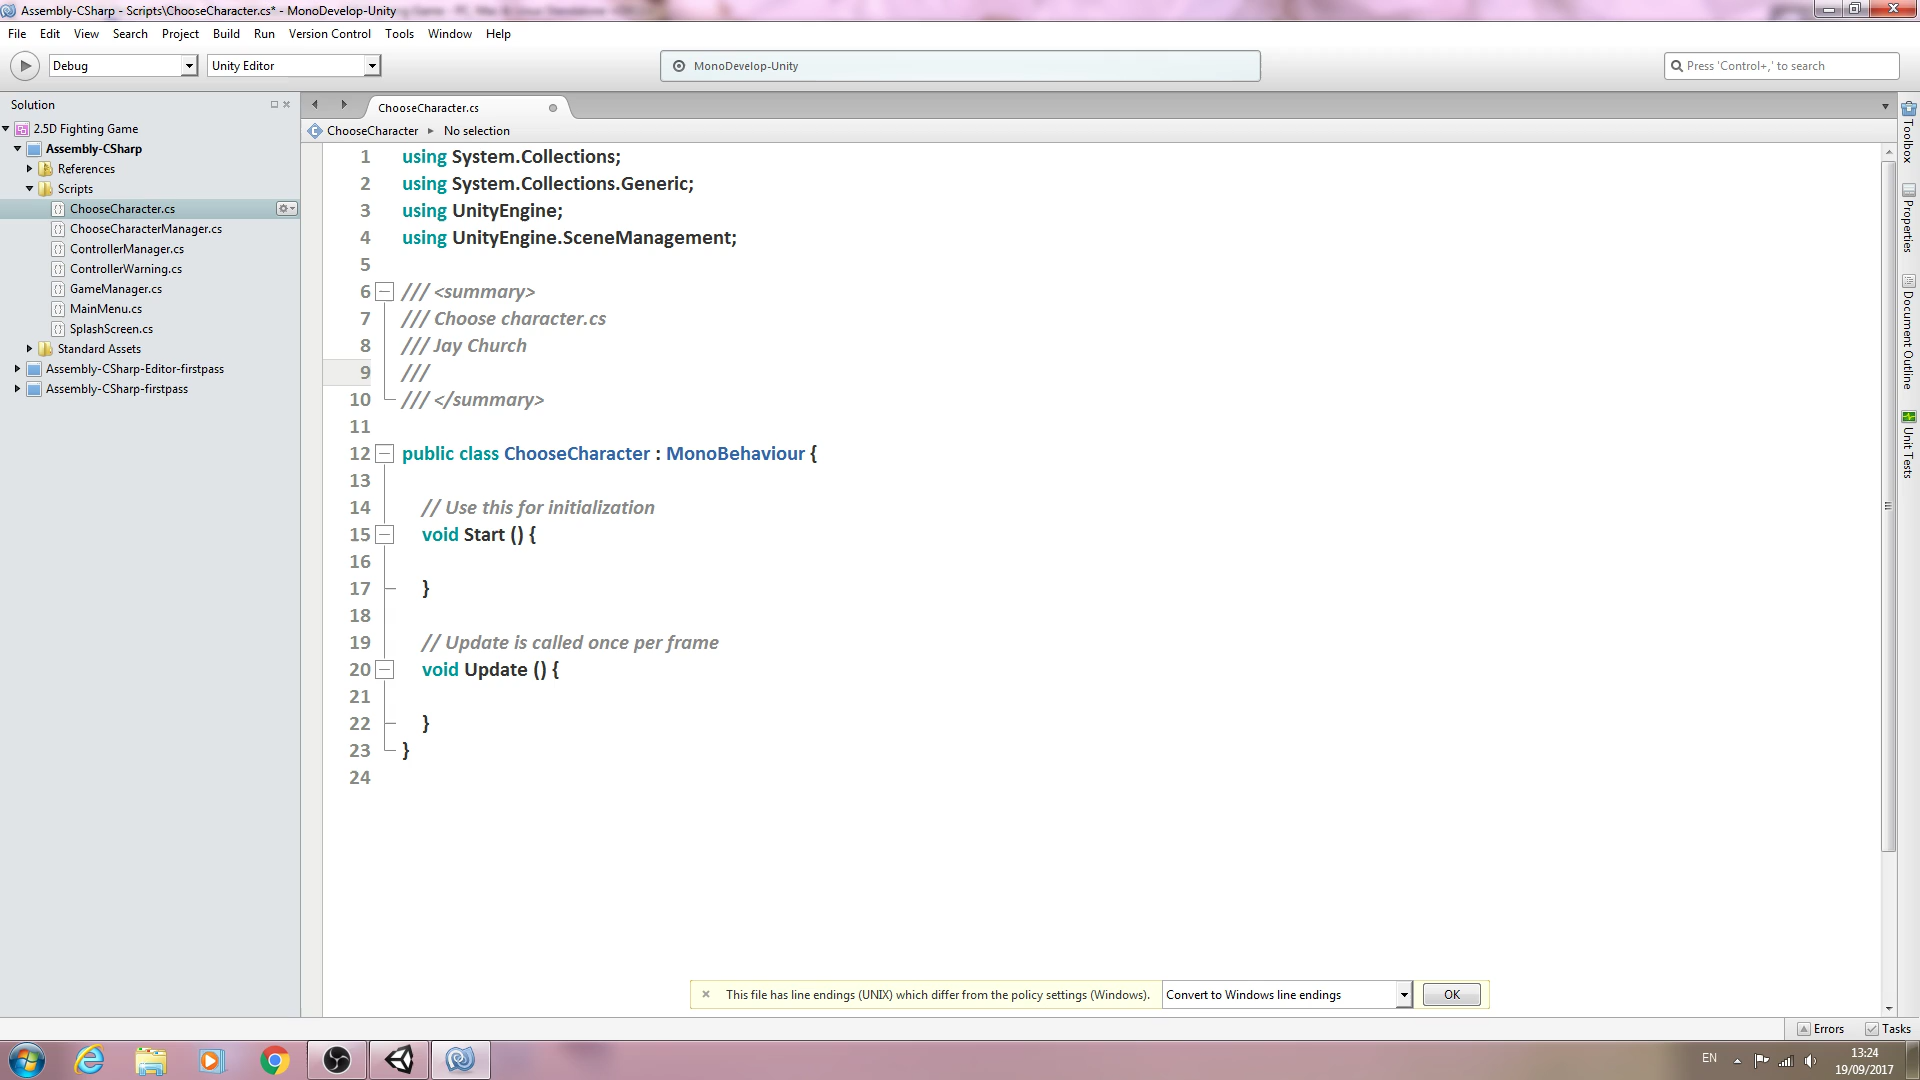 Assembly-CSharp - Scripts\ChooseCharacter.cs* - MonoDevelop-Unity
File Edit View Search Project Build Run Version Control Tools Window Help
Debug
Unity Editor
MonoDevelop-Unity
Press 'Control+,' to search
Solution
2.5D Fighting Game
Assembly-CSharp
References
Scripts
ChooseCharacter.cs
ChooseCharacterManager.cs
ControllerManager.cs
ControllerWarning.cs
GameManager.cs
MainMenu.cs
SplashScreen.cs
Standard Assets
Assembly-CSharp-Editor-firstpass
Assembly-CSharp-firstpass
ChooseCharacter.cs
ChooseCharacter No selection
1 using System.Collections;
2 using System.Collections.Generic;
3 using UnityEngine;
4 using UnityEngine.SceneManagement;
5
6 /// <summary>
7 /// Choose character.cs
8 /// Jay Church
9 ///
10 /// </summary>
11
12 public class ChooseCharacter : MonoBehaviour {
13
14 // Use this for initialization
15 void Start () {
16
17 }
18
19 // Update is called once per frame
20 void Update () {
21
22 }
23 }
24
This file has line endings (UNIX) which differ from the policy settings (Windows). Convert to Windows line endings OK
Toolbox
Properties
Document Outline
Unit Tests
Errors Tasks
EN
13:24
19/09/2017